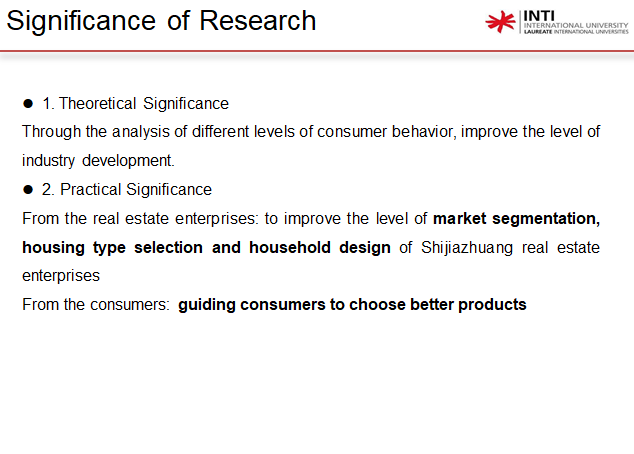 Significance of Research
INTI
INTERNATIONAL UNIVERSITY
LAUREATE INTERNATIONAL UNIVERSITIES
● 1. Theoretical Significance
Through the analysis of different levels of consumer behavior, improve the level of
industry development.
● 2. Practical Significance
From the real estate enterprises: to improve the level of market segmentation,
housing type selection and household design of Shijiazhuang real estate
enterprises
From the consumers: guiding consumers to choose better products